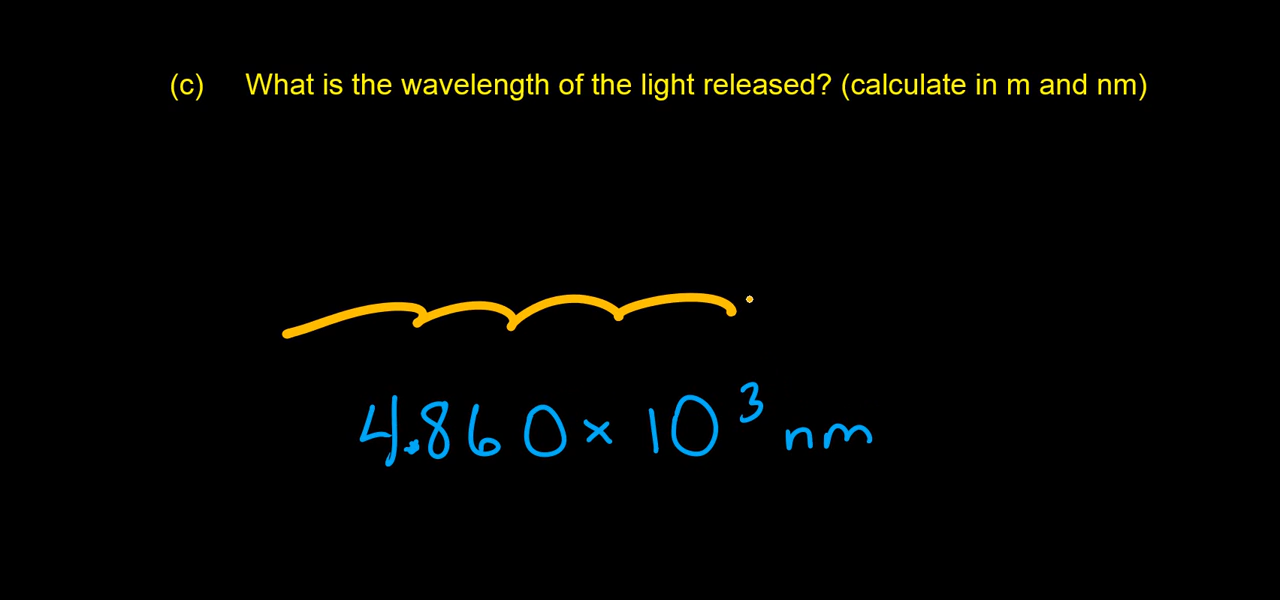 (c) What is the wavelength of the light released? (calculate in m and nm)
4.860 × 10³ nm